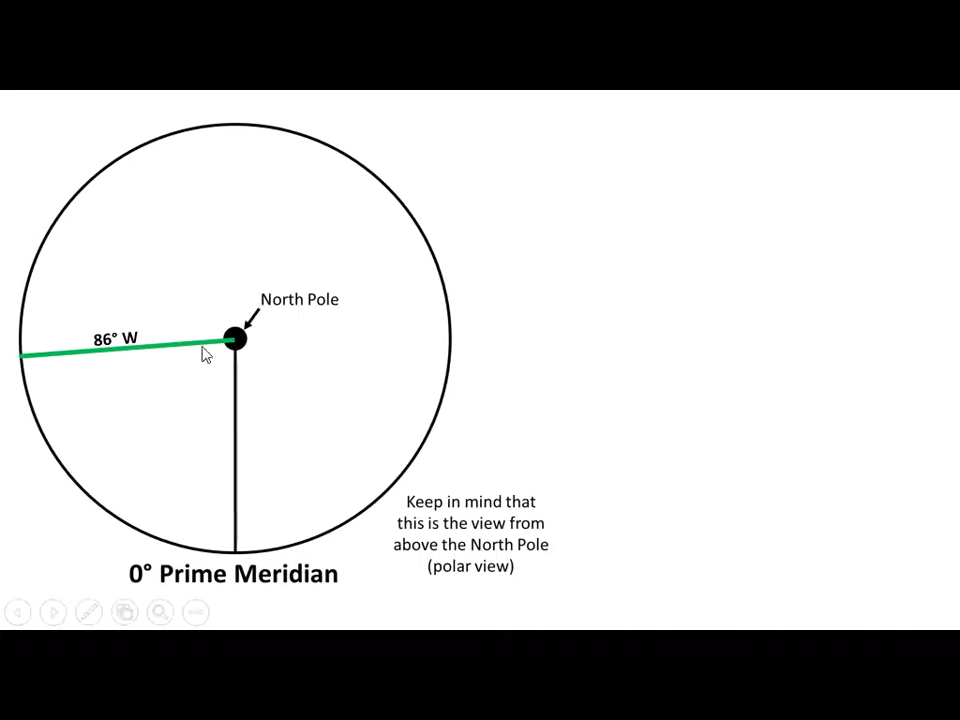 North Pole
86° W
Keep in mind that
this is the view from
above the North Pole
(polar view)
0° Prime Meridian